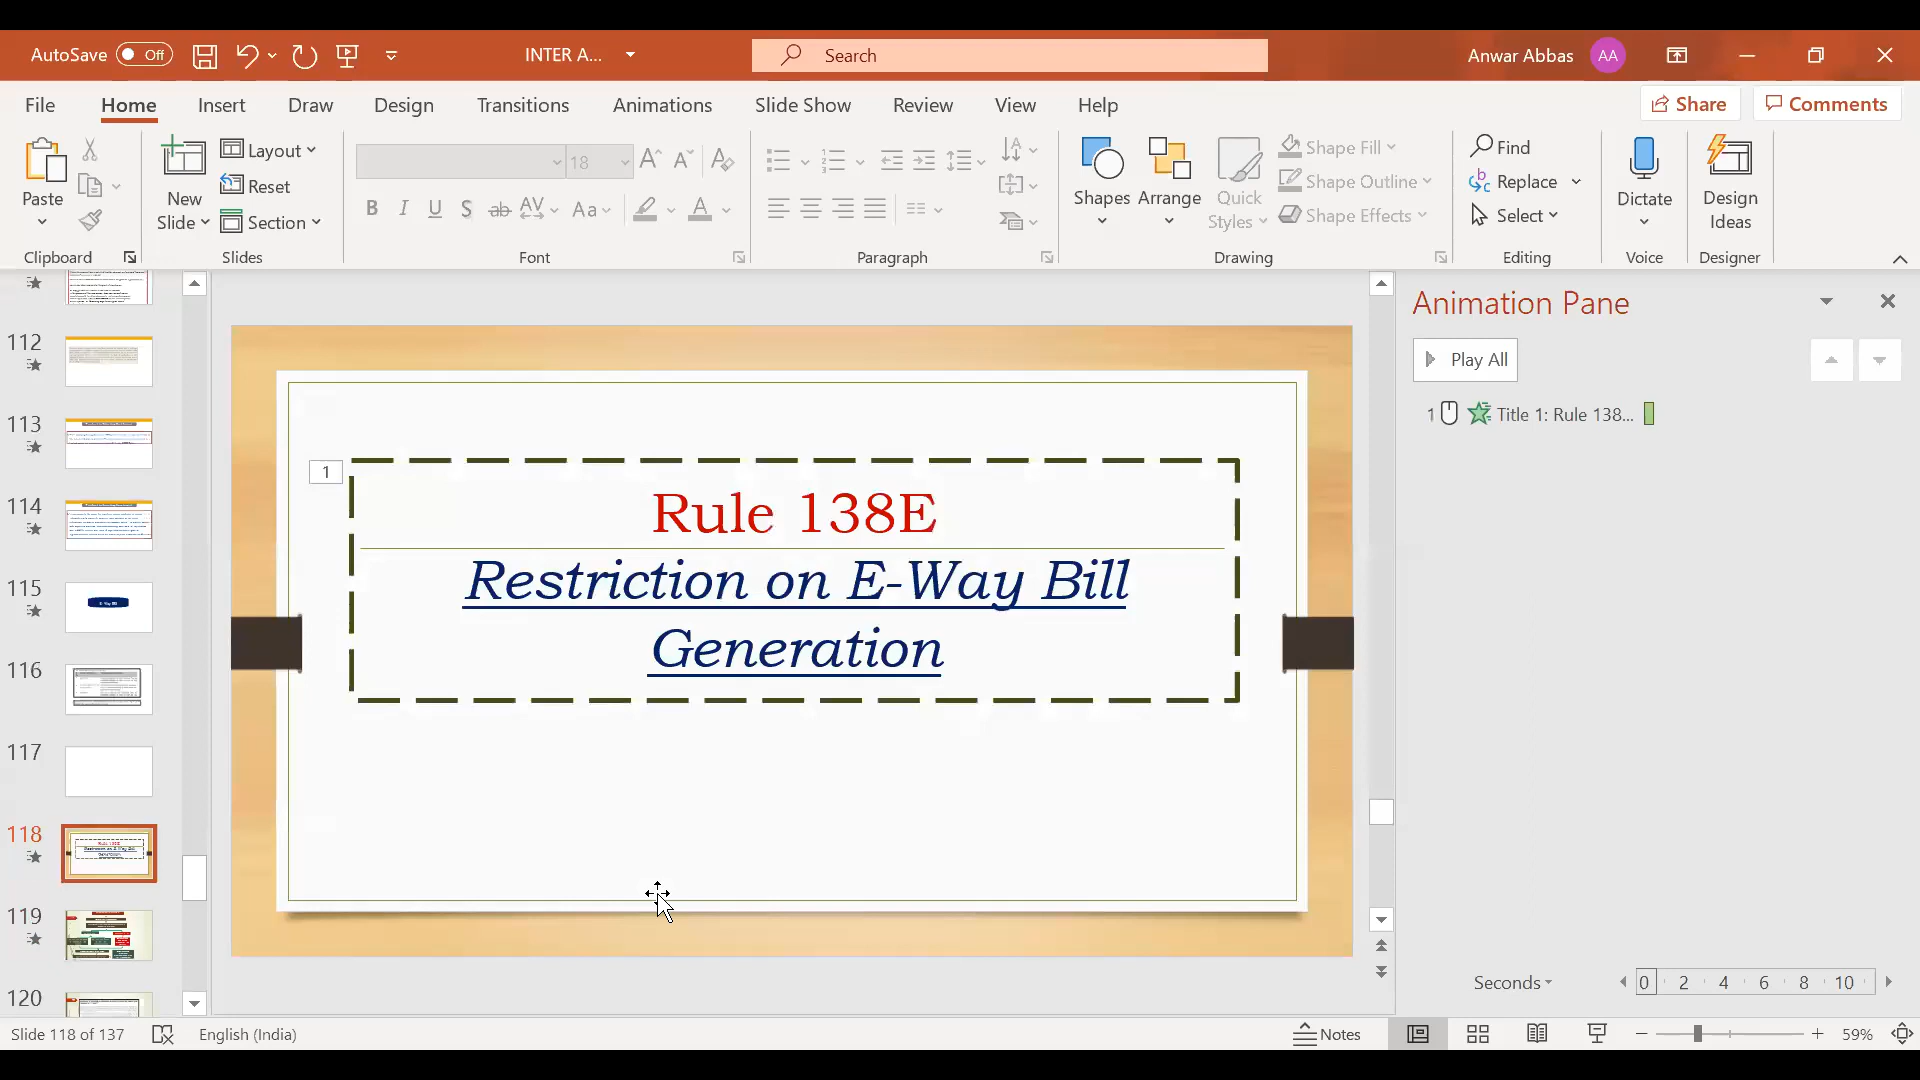 AutoSave Off INTER A... Search Anwar Abbas AA
File Home Insert Draw Design Transitions Animations Slide Show Review View Help Share Comments
Paste
New Slide
Layout
Reset
Section
18
Shapes
Arrange
Quick Styles
Shape Fill
Shape Outline
Shape Effects
Find
Replace
Select
Dictate
Design Ideas
Clipboard Slides Font Paragraph Drawing Editing Voice Designer
112
113
114
115
116
117
118
119
120
1
Rule 138E
Restriction on E-Way Bill
Generation
Animation Pane
Play All
1 Title 1: Rule 138...
Seconds 0 2 4 6 8 10
Slide 118 of 137 English (India) Notes 59%